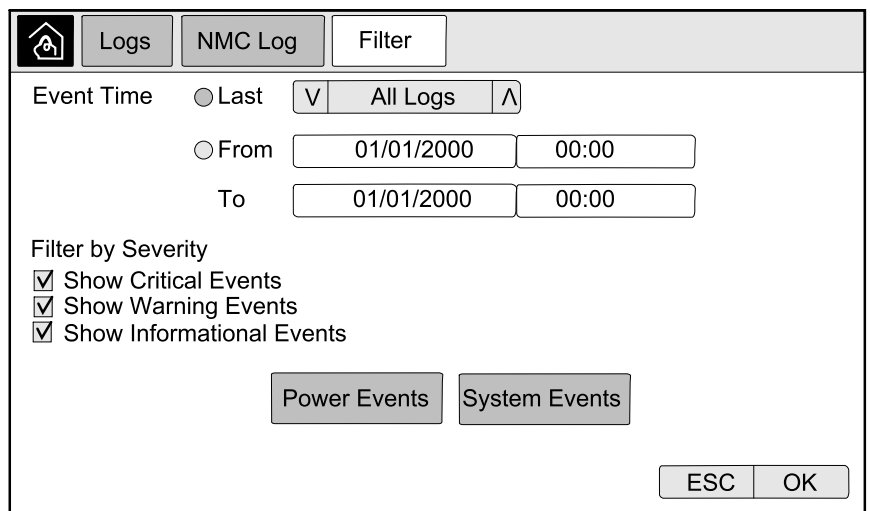 Logs NMC Log Filter
Event Time Last V All Logs Λ
From 01/01/2000 00:00
To 01/01/2000 00:00
Filter by Severity
Show Critical Events
Show Warning Events
Show Informational Events
Power Events System Events
ESC OK